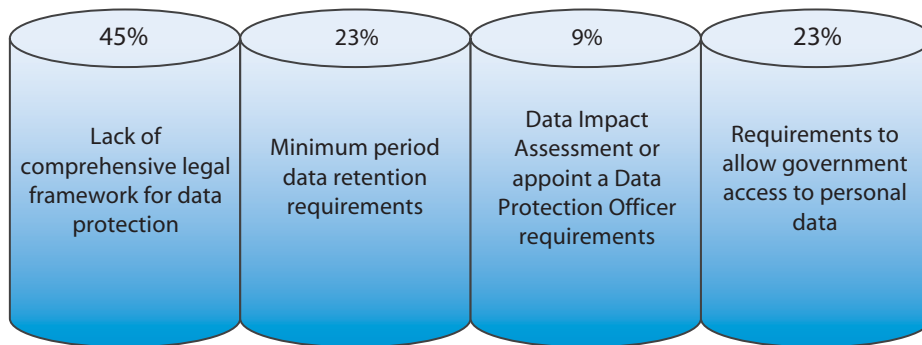 45%
Lack of
comprehensive legal
framework for data
protection
23%
Minimum period
data retention
requirements
9%
Data Impact
Assessment or
appoint a Data
Protection Officer
requirements
23%
Requirements to
allow government
access to personal
data